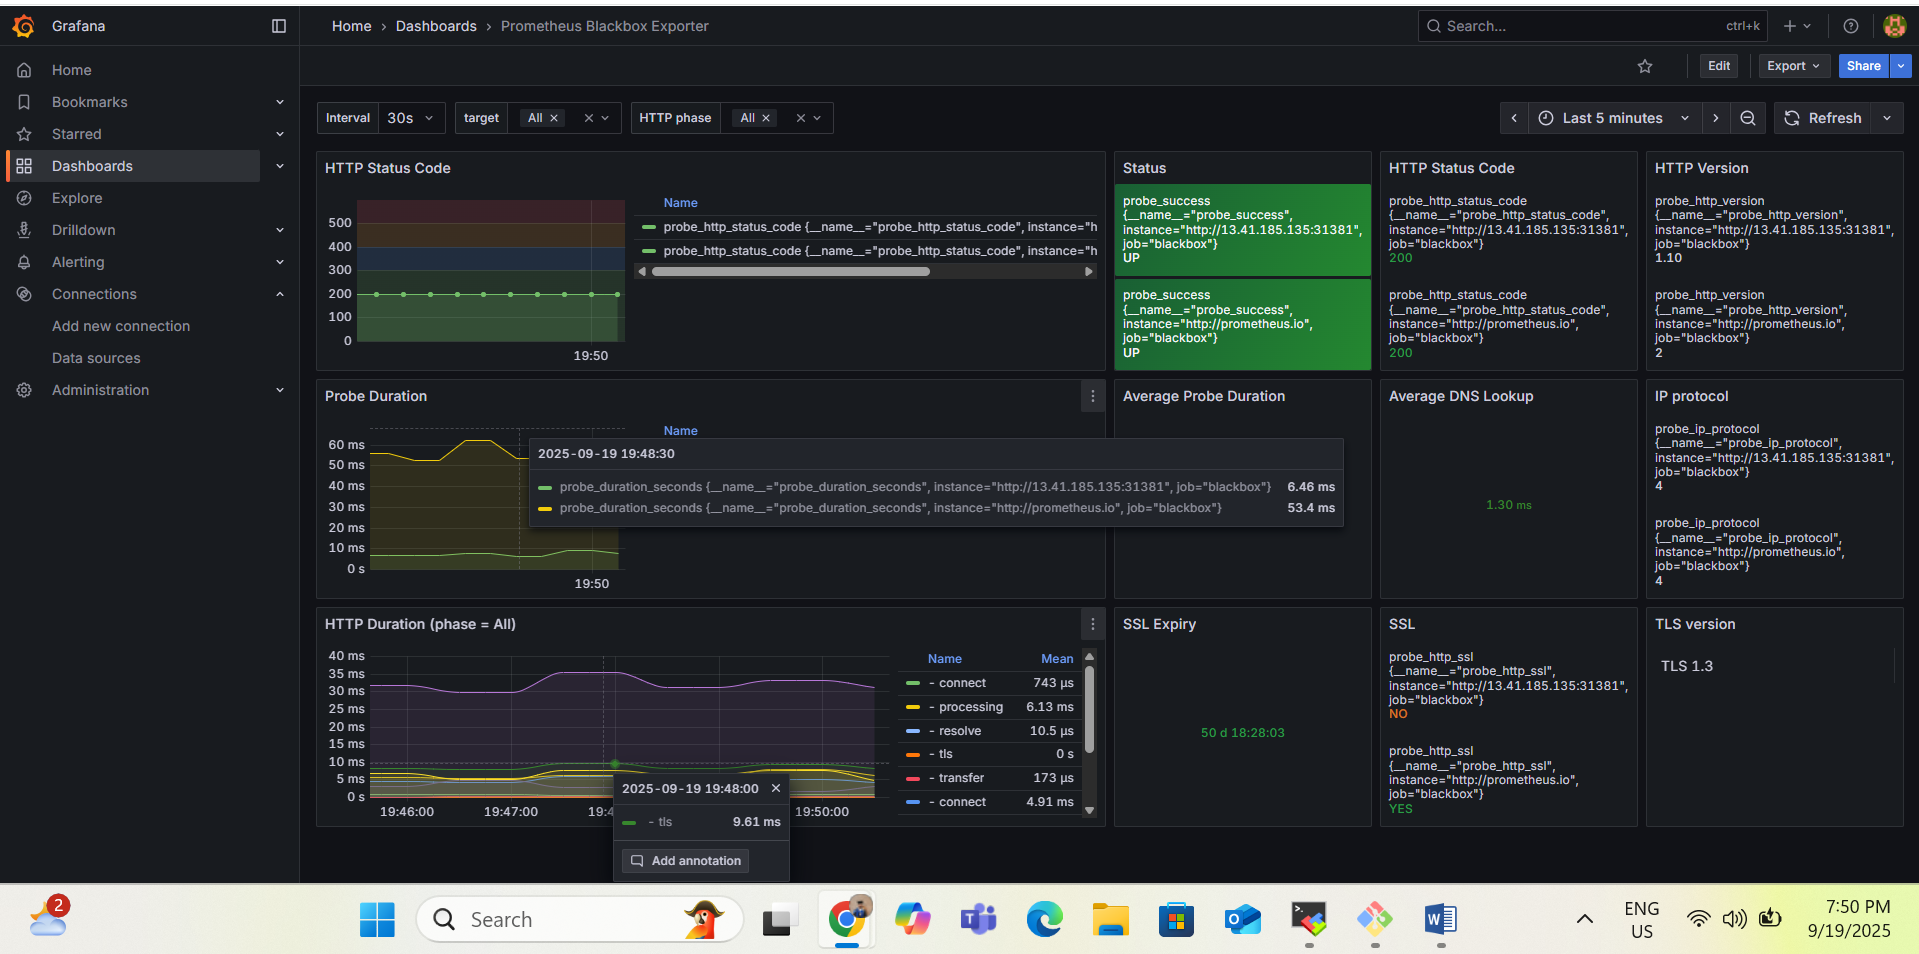 Grafana
Home › Dashboards › Prometheus Blackbox Exporter
Search...
ctrl+k
Home
Bookmarks
Starred
Dashboards
Explore
Drilldown
Alerting
Connections
Add new connection
Data sources
Administration
Edit
Export
Share
Interval
30s
target
All
HTTP phase
All
Last 5 minutes
Refresh
HTTP Status Code
500
400
300
200
100
0
19:50
Name
probe_http_status_code {__name__="probe_http_status_code", instance="h
probe_http_status_code {__name__="probe_http_status_code", instance="h
Status
probe_success
{__name__="probe_success",
instance="http://13.41.185.135:31381",
job="blackbox"}
UP
probe_success
{__name__="probe_success",
instance="http://prometheus.io",
job="blackbox"}
UP
HTTP Status Code
probe_http_status_code
{__name__="probe_http_status_code",
instance="http://13.41.185.135:31381",
job="blackbox"}
200
probe_http_status_code
{__name__="probe_http_status_code",
instance="http://prometheus.io",
job="blackbox"}
200
HTTP Version
probe_http_version
{__name__="probe_http_version",
instance="http://13.41.185.135:31381",
job="blackbox"}
1.10
probe_http_version
{__name__="probe_http_version",
instance="http://prometheus.io",
job="blackbox"}
2
Probe Duration
60 ms
50 ms
40 ms
30 ms
20 ms
10 ms
0 s
19:50
Name
2025-09-19 19:48:30
probe_duration_seconds {__name__="probe_duration_seconds", instance="http://13.41.185.135:31381", job="blackbox"} 6.46 ms
probe_duration_seconds {__name__="probe_duration_seconds", instance="http://prometheus.io", job="blackbox"} 53.4 ms
Average Probe Duration
Average DNS Lookup
1.30 ms
IP protocol
probe_ip_protocol
{__name__="probe_ip_protocol",
instance="http://13.41.185.135:31381",
job="blackbox"}
4
probe_ip_protocol
{__name__="probe_ip_protocol",
instance="http://prometheus.io",
job="blackbox"}
4
HTTP Duration (phase = All)
40 ms
35 ms
30 ms
25 ms
20 ms
15 ms
10 ms
5 ms
0 s
19:46:00
19:47:00
19:4
19:50:00
Name Mean
- connect 743 µs
- processing 6.13 ms
- resolve 10.5 µs
- tls 0 s
- transfer 173 µs
- connect 4.91 ms
2025-09-19 19:48:00
- tls 9.61 ms
Add annotation
SSL Expiry
50 d 18:28:03
SSL
probe_http_ssl
{__name__="probe_http_ssl",
instance="http://13.41.185.135:31381",
job="blackbox"}
NO
probe_http_ssl
{__name__="probe_http_ssl",
instance="http://prometheus.io",
job="blackbox"}
YES
TLS version
TLS 1.3
2
Search
ENG
US
7:50 PM
9/19/2025